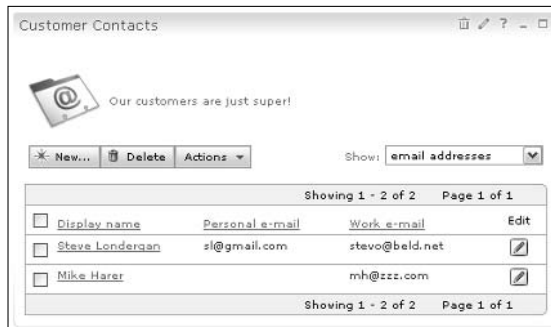 Customer Contacts ? 
@
Our customers are just super!
New... Delete Actions Show: email addresses
Showing 1 - 2 of 2 Page 1 of 1
Display name Personal e-mail Work e-mail Edit
Steve Londergan sl@gmail.com stevo@beld.net
Mike Harer mh@zzz.com
Showing 1 - 2 of 2 Page 1 of 1